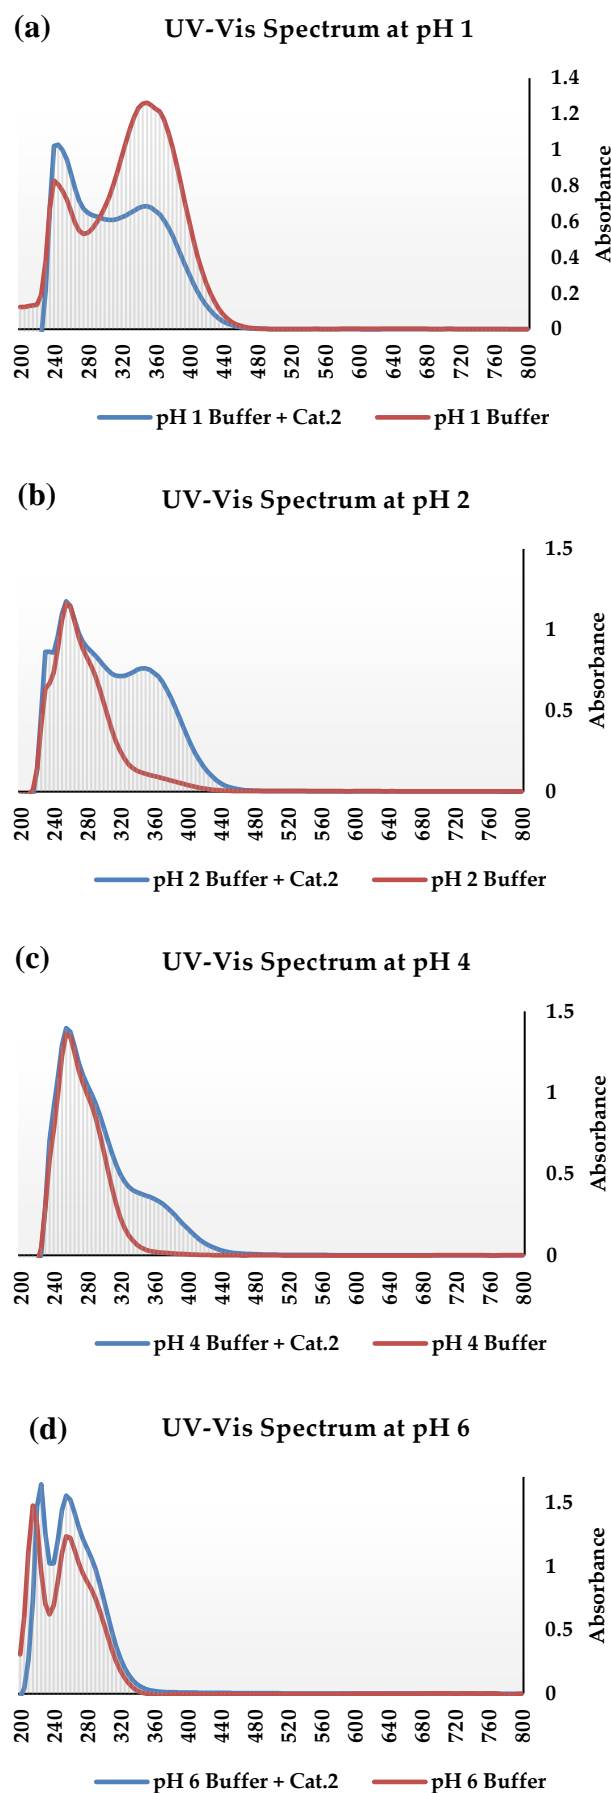 (a) UV-Vis Spectrum at pH 1
1.4
1.2
1
0.8
0.6
0.4
0.2
0
Absorbance
200 240 280 320 360 400 440 480 520 560 600 640 680 720 760 800
pH 1 Buffer + Cat.2 pH 1 Buffer
(b) UV-Vis Spectrum at pH 2
1.5
1
0.5
0
Absorbance
200 240 280 320 360 400 440 480 520 560 600 640 680 720 760 800
pH 2 Buffer + Cat.2 pH 2 Buffer
(c) UV-Vis Spectrum at pH 4
1.5
1
0.5
0
Absorbance
200 240 280 320 360 400 440 480 520 560 600 640 680 720 760 800
pH 4 Buffer + Cat.2 pH 4 Buffer
(d) UV-Vis Spectrum at pH 6
1.5
1
0.5
0
Absorbance
200 240 280 320 360 400 440 480 520 560 600 640 680 720 760 800
pH 6 Buffer + Cat.2 pH 6 Buffer